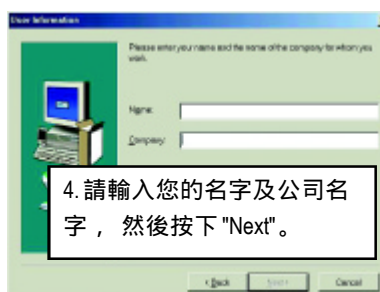 User Information
Please enter your name and the name of the company for whom you
work.
Name:
Company:
4.請輸入您的名字及公司名
字， 然後按下"Next"。
< Back
Next >
Cancel